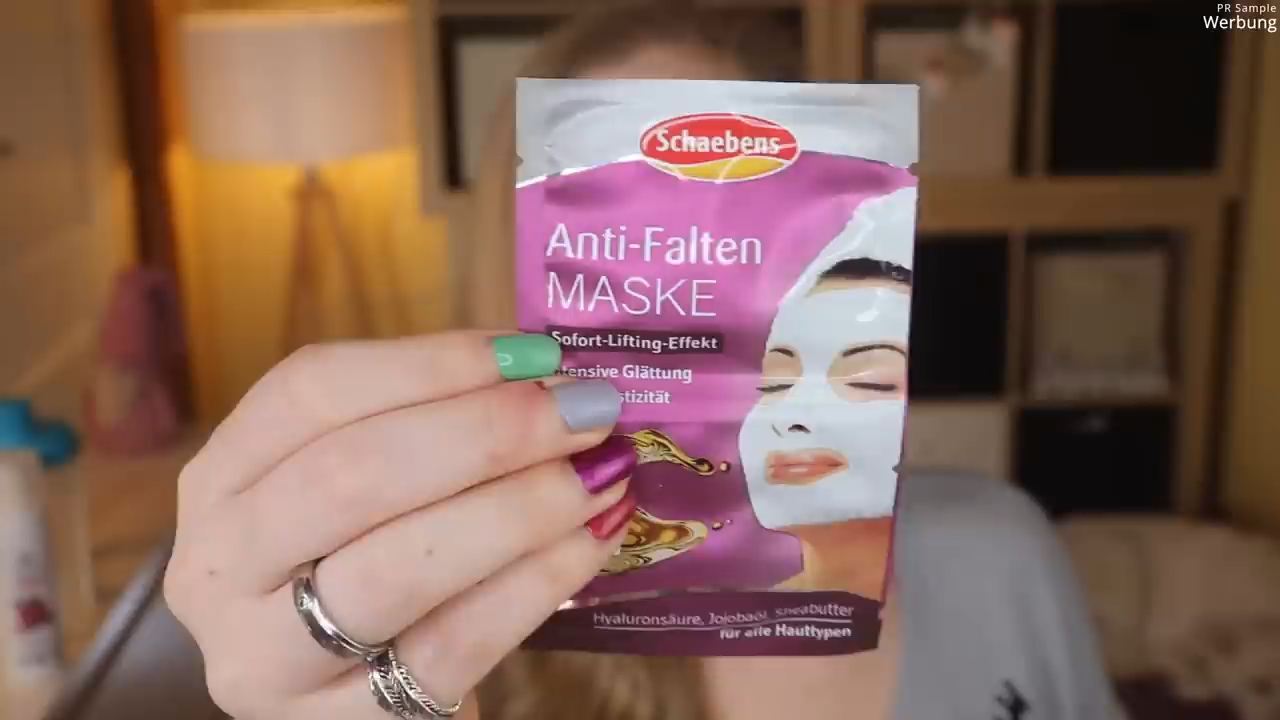 PR Sample
Werbung
Schaebens
Anti-Falten
MASKE
Sofort-Lifting-Effekt
Glättung
Hyaluronsäure, Jojobaöl, Sheabutter
für alle Hauttypen